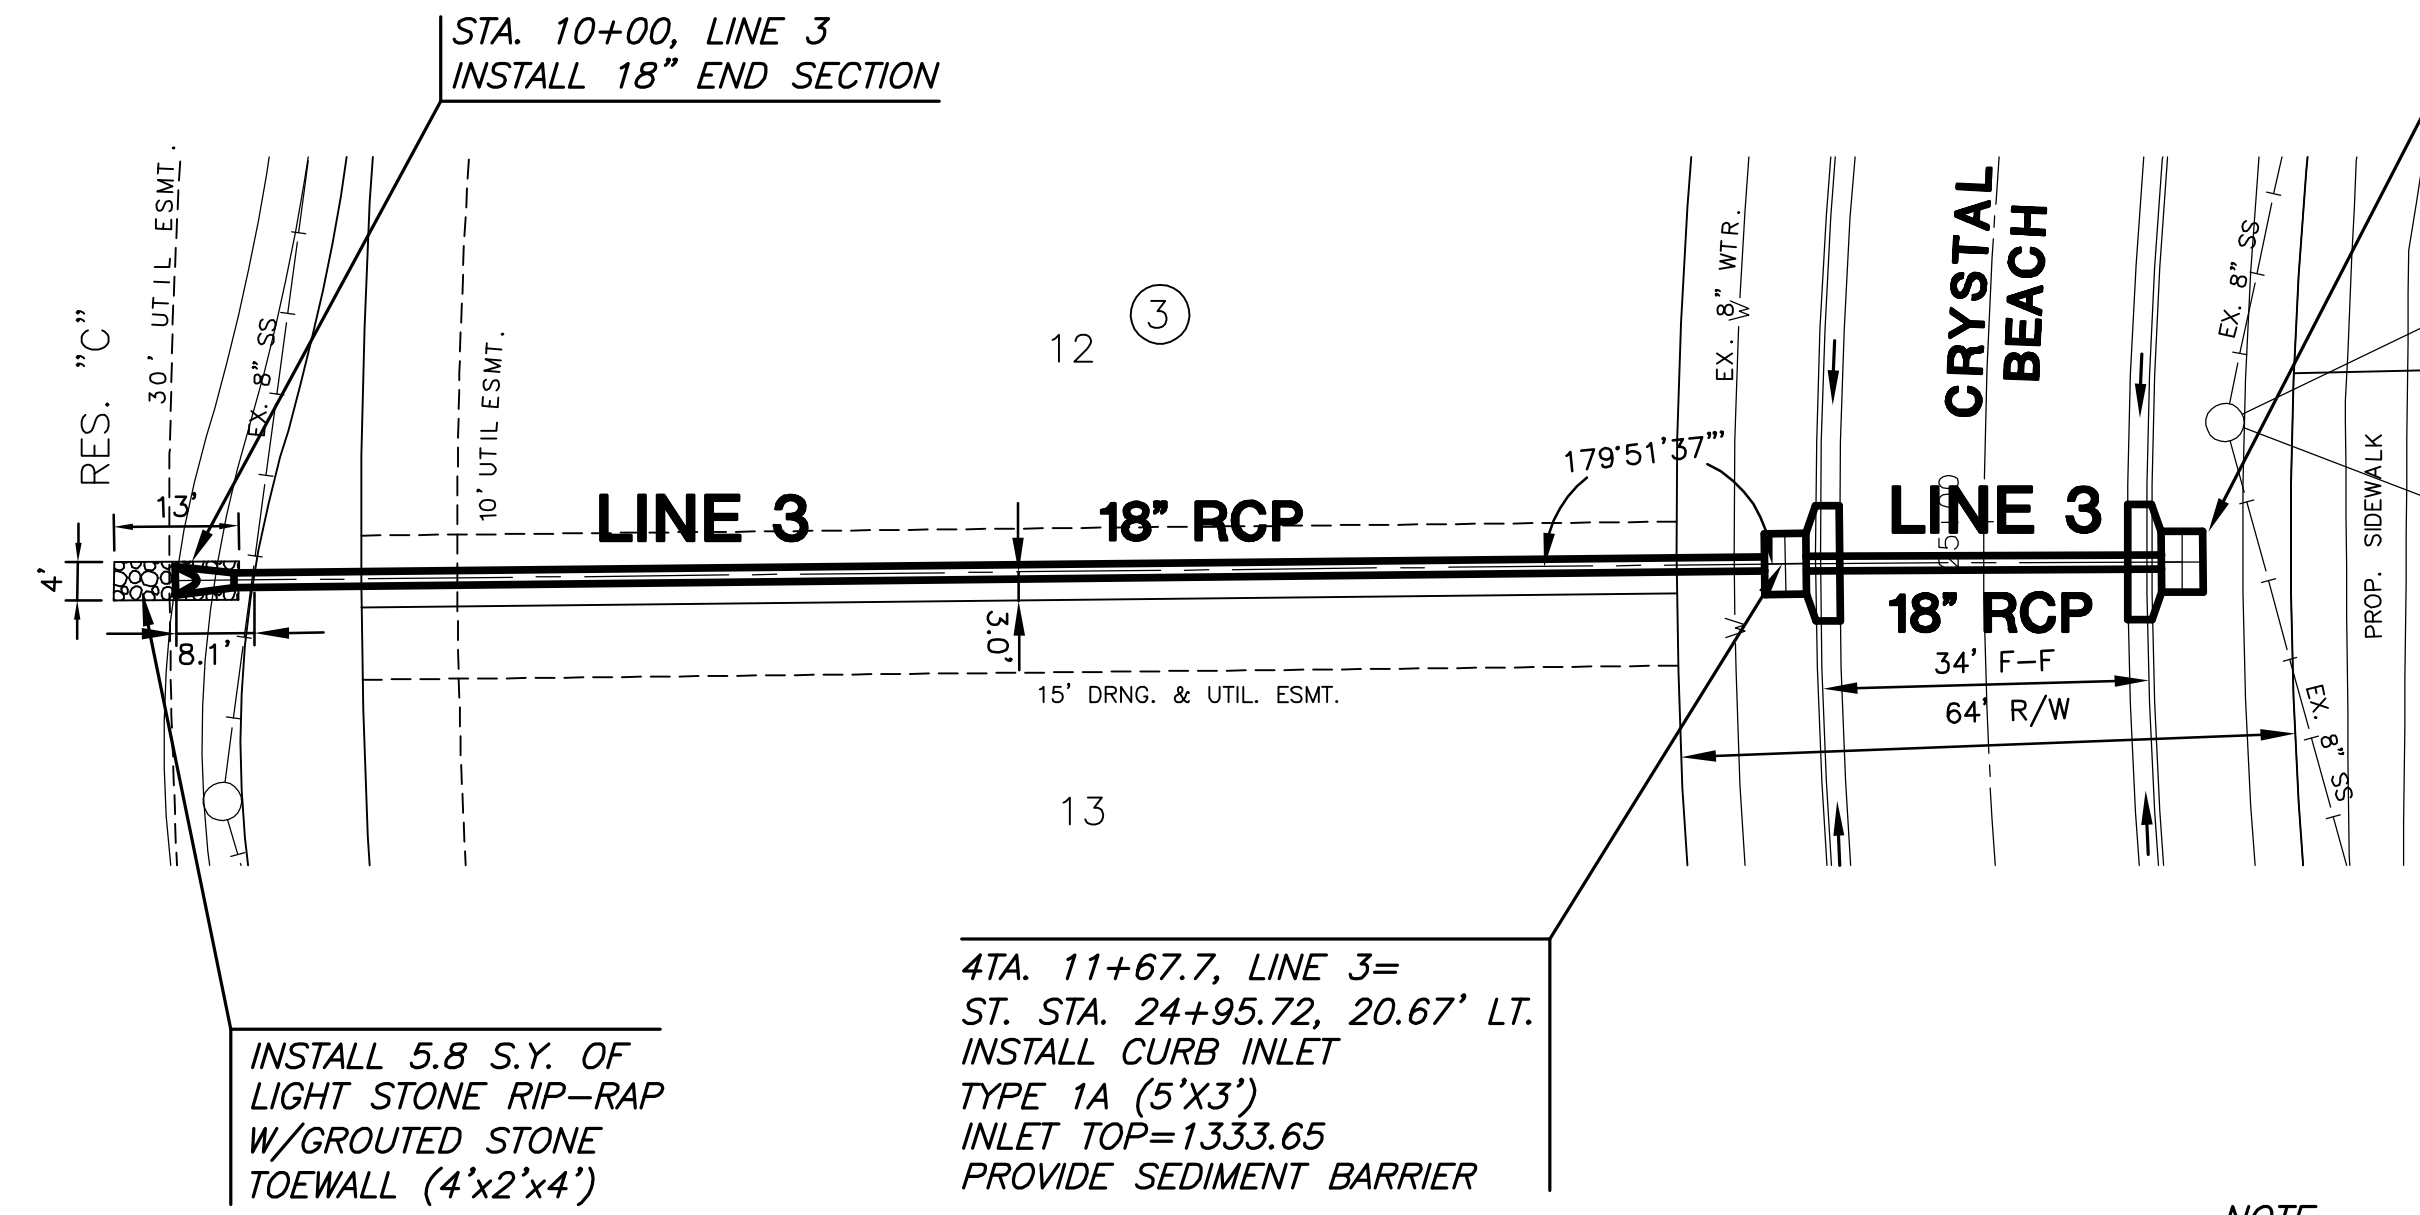 STA. 10+00, LINE 3
INSTALL 18” END SECTION
RES. ”C”
30’ UTIL ESMT.
EX. 8” SS
10’ UTIL ESMT.
12
3
EX. 8” WTR.
W
W
CRYSTAL
BEACH
EX. 8” SS
PROP. SIDEWALK
179°51’37”’
13’
4’
8.1’
LINE 3
18” RCP
3.0’
15’ DRNG. & UTIL. ESMT.
LINE 3
25+00
18” RCP
34’ F–F
64’ R/W
EX. 8” SS
13
4TA. 11+67.7, LINE 3=
ST. STA. 24+95.72, 20.67’ LT.
INSTALL CURB INLET
TYPE 1A (5’X3’)
INLET TOP=1333.65
PROVIDE SEDIMENT BARRIER
INSTALL 5.8 S.Y. OF
LIGHT STONE RIP–RAP
W/GROUTED STONE
TOEWALL (4’x2’x4’)
NOTE